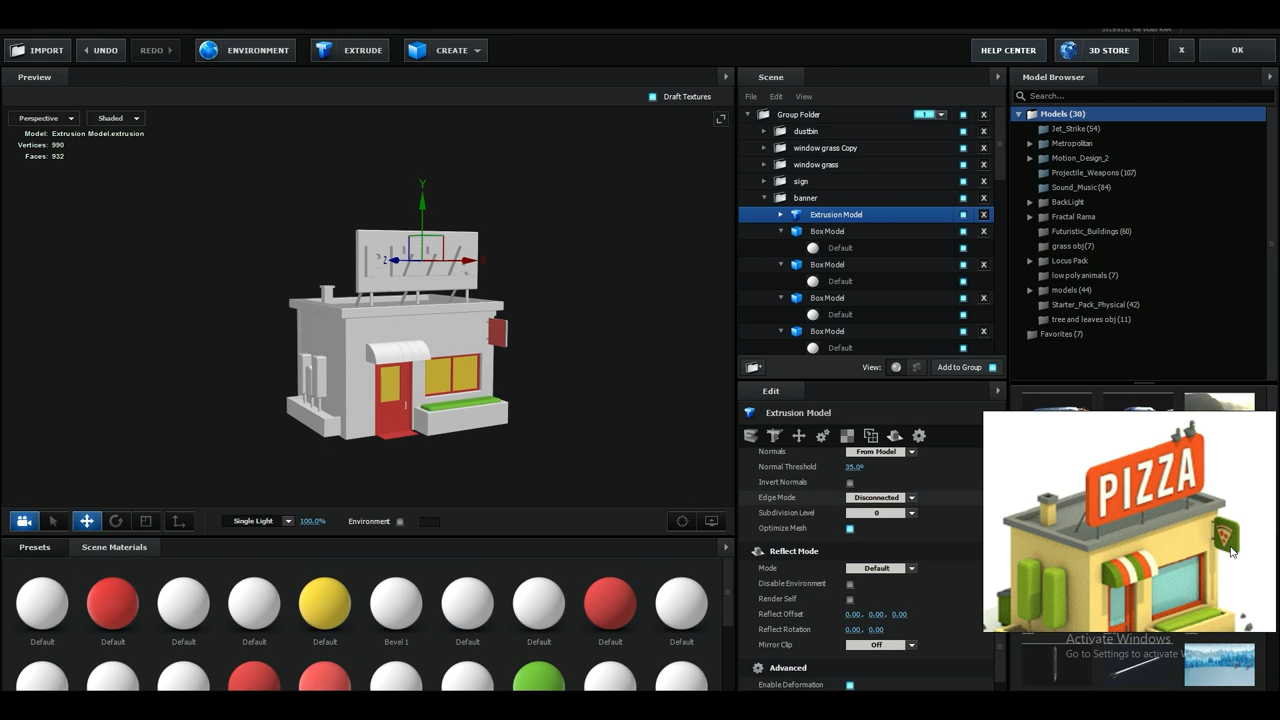 IMPORT
UNDO
REDO
ENVIRONMENT
EXTRUDE
CREATE
HELP CENTER
3D STORE
X
OK
Preview
Draft Textures
Perspective
Shaded
Model: Extrusion Model.extrusion
Vertices: 990
Faces: 932
Y
Z
Single Light
100.0%
Environment
Presets
Scene Materials
Default
Default
Default
Default
Default
Bevel 1
Default
Default
Default
Default
Scene
File
Edit
View
Group Folder
1
X
dustbin
X
window grass Copy
X
window grass
X
sign
X
banner
X
Extrusion Model
X
Box Model
X
Default
Box Model
X
Default
Box Model
X
Default
Box Model
X
Default
View:
Add to Group
Edit
Extrusion Model
Normals
From Model
Normal Threshold
35.0º
Invert Normals
Edge Mode
Disconnected
Subdivision Level
0
Optimize Mesh
Reflect Mode
Mode
Default
Disable Environment
Render Self
Reflect Offset
0.00, 0.00, 0.00
Reflect Rotation
0.00, 0.00
Mirror Clip
Off
Advanced
Enable Deformation
Model Browser
Search...
Models (30)
Jet_Strike (54)
Metropolitan
Motion_Design_2
Projectile_Weapons (107)
Sound_Music (84)
BackLight
Fractal Rama
Futuristic_Buildings (60)
grass obj(7)
Locus Pack
low poly animals (7)
models (44)
Starter_Pack_Physical (42)
tree and leaves obj (11)
Favorites (7)
PIZZA
Activate Windows
Go to Settings to activate